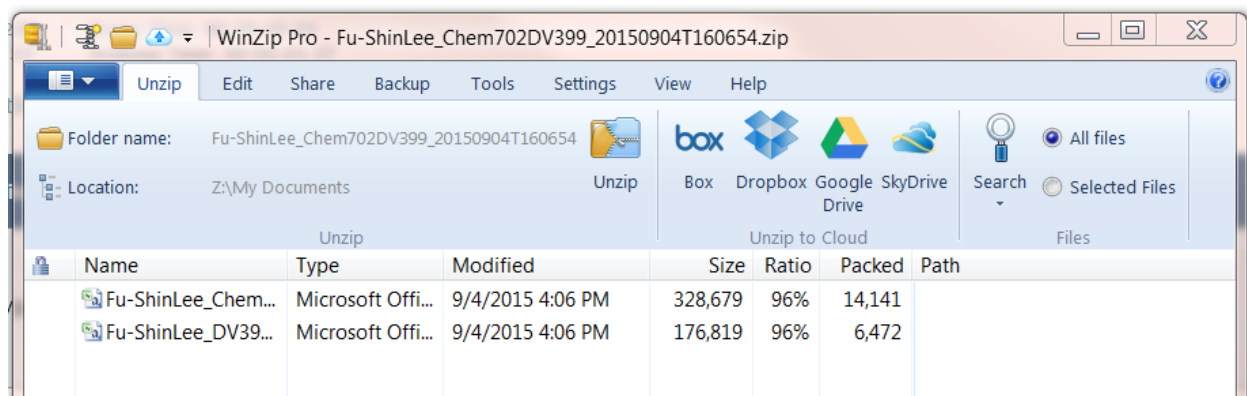 WinZip Pro - Fu-ShinLee_Chem702DV399_20150904T160654.zip
Unzip Edit Share Backup Tools Settings View Help
Folder name: Fu-ShinLee_Chem702DV399_20150904T160654
Location: Z:\My Documents
Unzip
Unzip
box
Box Dropbox Google Drive SkyDrive
Unzip to Cloud
Search
All files
Selected Files
Files
Name Type Modified Size Ratio Packed Path
Fu-ShinLee_Chem... Microsoft Offi... 9/4/2015 4:06 PM 328,679 96% 14,141
Fu-ShinLee_DV39... Microsoft Offi... 9/4/2015 4:06 PM 176,819 96% 6,472